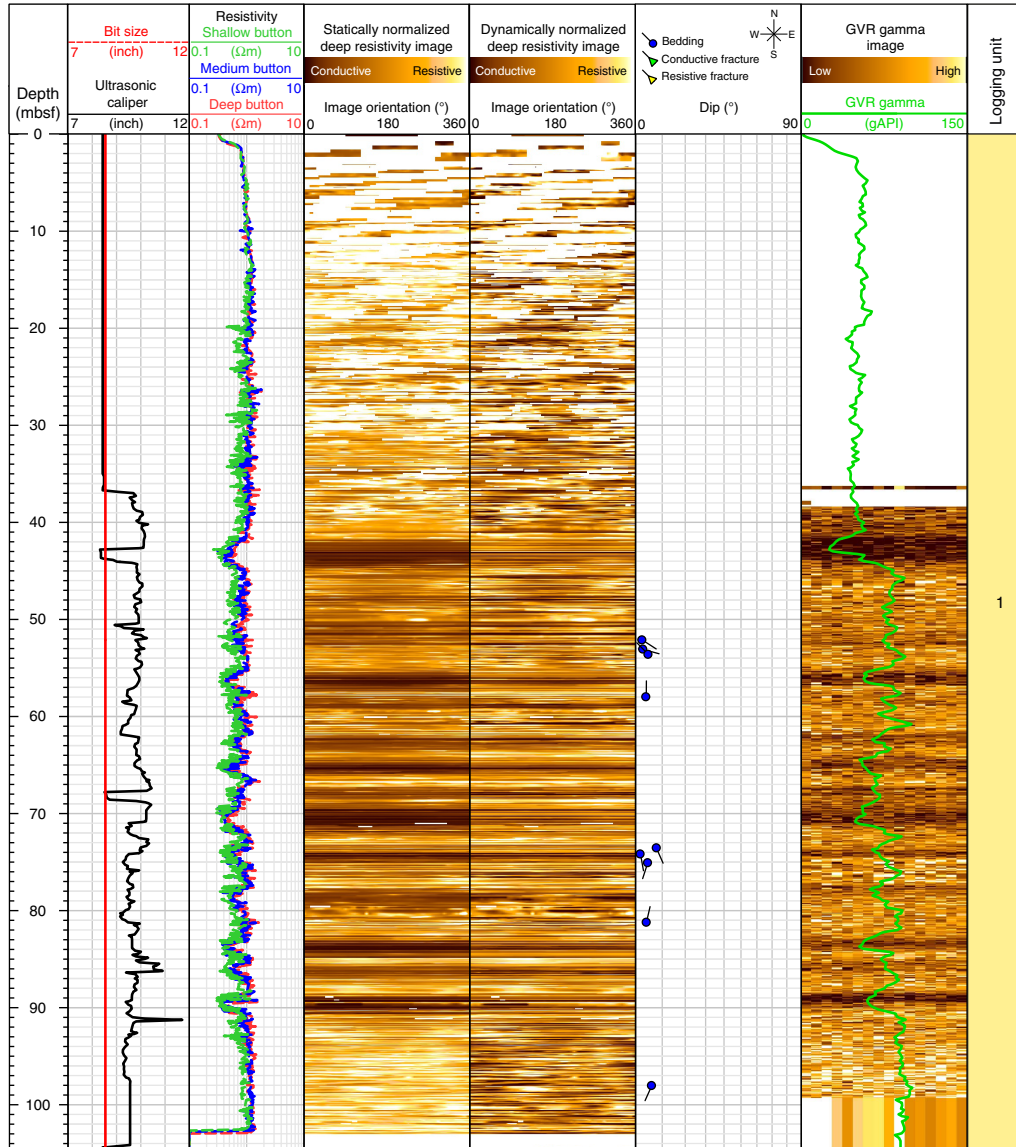 Depth
(mbsf)
Bit size
7 (inch) 12
Ultrasonic
caliper
7 (inch) 12
Resistivity
Shallow button
0.1 (Ωm) 10
Medium button
0.1 (Ωm) 10
Deep button
0.1 (Ωm) 10
Statically normalized
deep resistivity image
Conductive Resistive
Image orientation (°)
0 180 360
Dynamically normalized
deep resistivity image
Conductive Resistive
Image orientation (°)
0 180 360
Bedding
Conductive fracture
Resistive fracture
N
W E
S
Dip (°)
0 90
GVR gamma
image
Low High
GVR gamma
0 (gAPI) 150
Logging unit
0
10
20
30
40
50
60
70
80
90
100
1